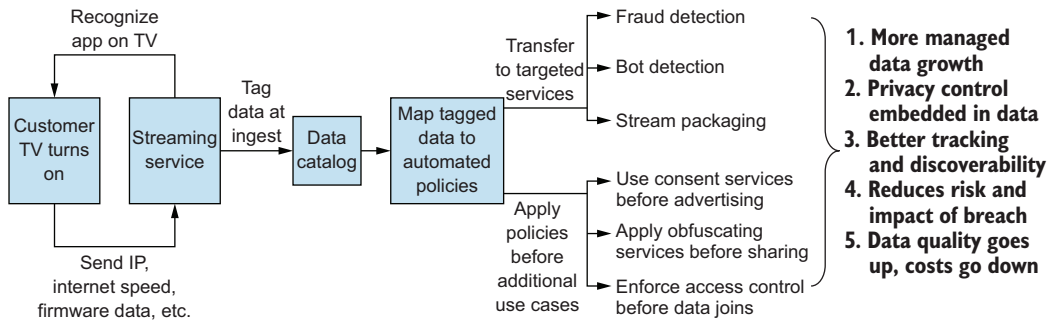 Recognize
app on TV
Customer
TV turns
on
Streaming
service
Send IP,
internet speed,
firmware data, etc.
Tag
data at
ingest
Data
catalog
Map tagged
data to
automated
policies
Transfer
to targeted
services
Fraud detection
Bot detection
Stream packaging
Apply
policies before
additional
use cases
Use consent services
before advertising
Apply obfuscating
services before sharing
Enforce access control
before data joins
1. More managed
data growth
2. Privacy control
embedded in data
3. Better tracking
and discoverability
4. Reduces risk and
impact of breach
5. Data quality goes
up, costs go down